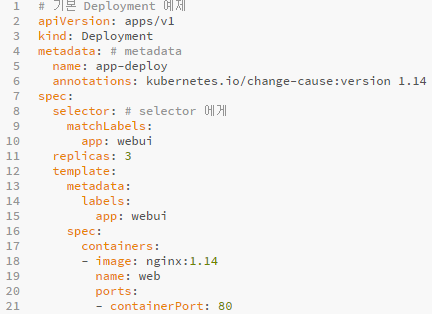 1 # 기본 Deployment 예제
2 apiVersion: apps/v1
3 kind: Deployment
4 metadata: # metadata
5   name: app-deploy
6   annotations: kubernetes.io/change-cause:version 1.14
7 spec:
8   selector: # selector 에게
9     matchLabels:
10       app: webui
11   replicas: 3
12   template:
13     metadata:
14       labels:
15         app: webui
16     spec:
17       containers:
18       - image: nginx:1.14
19         name: web
20         ports:
21         - containerPort: 80